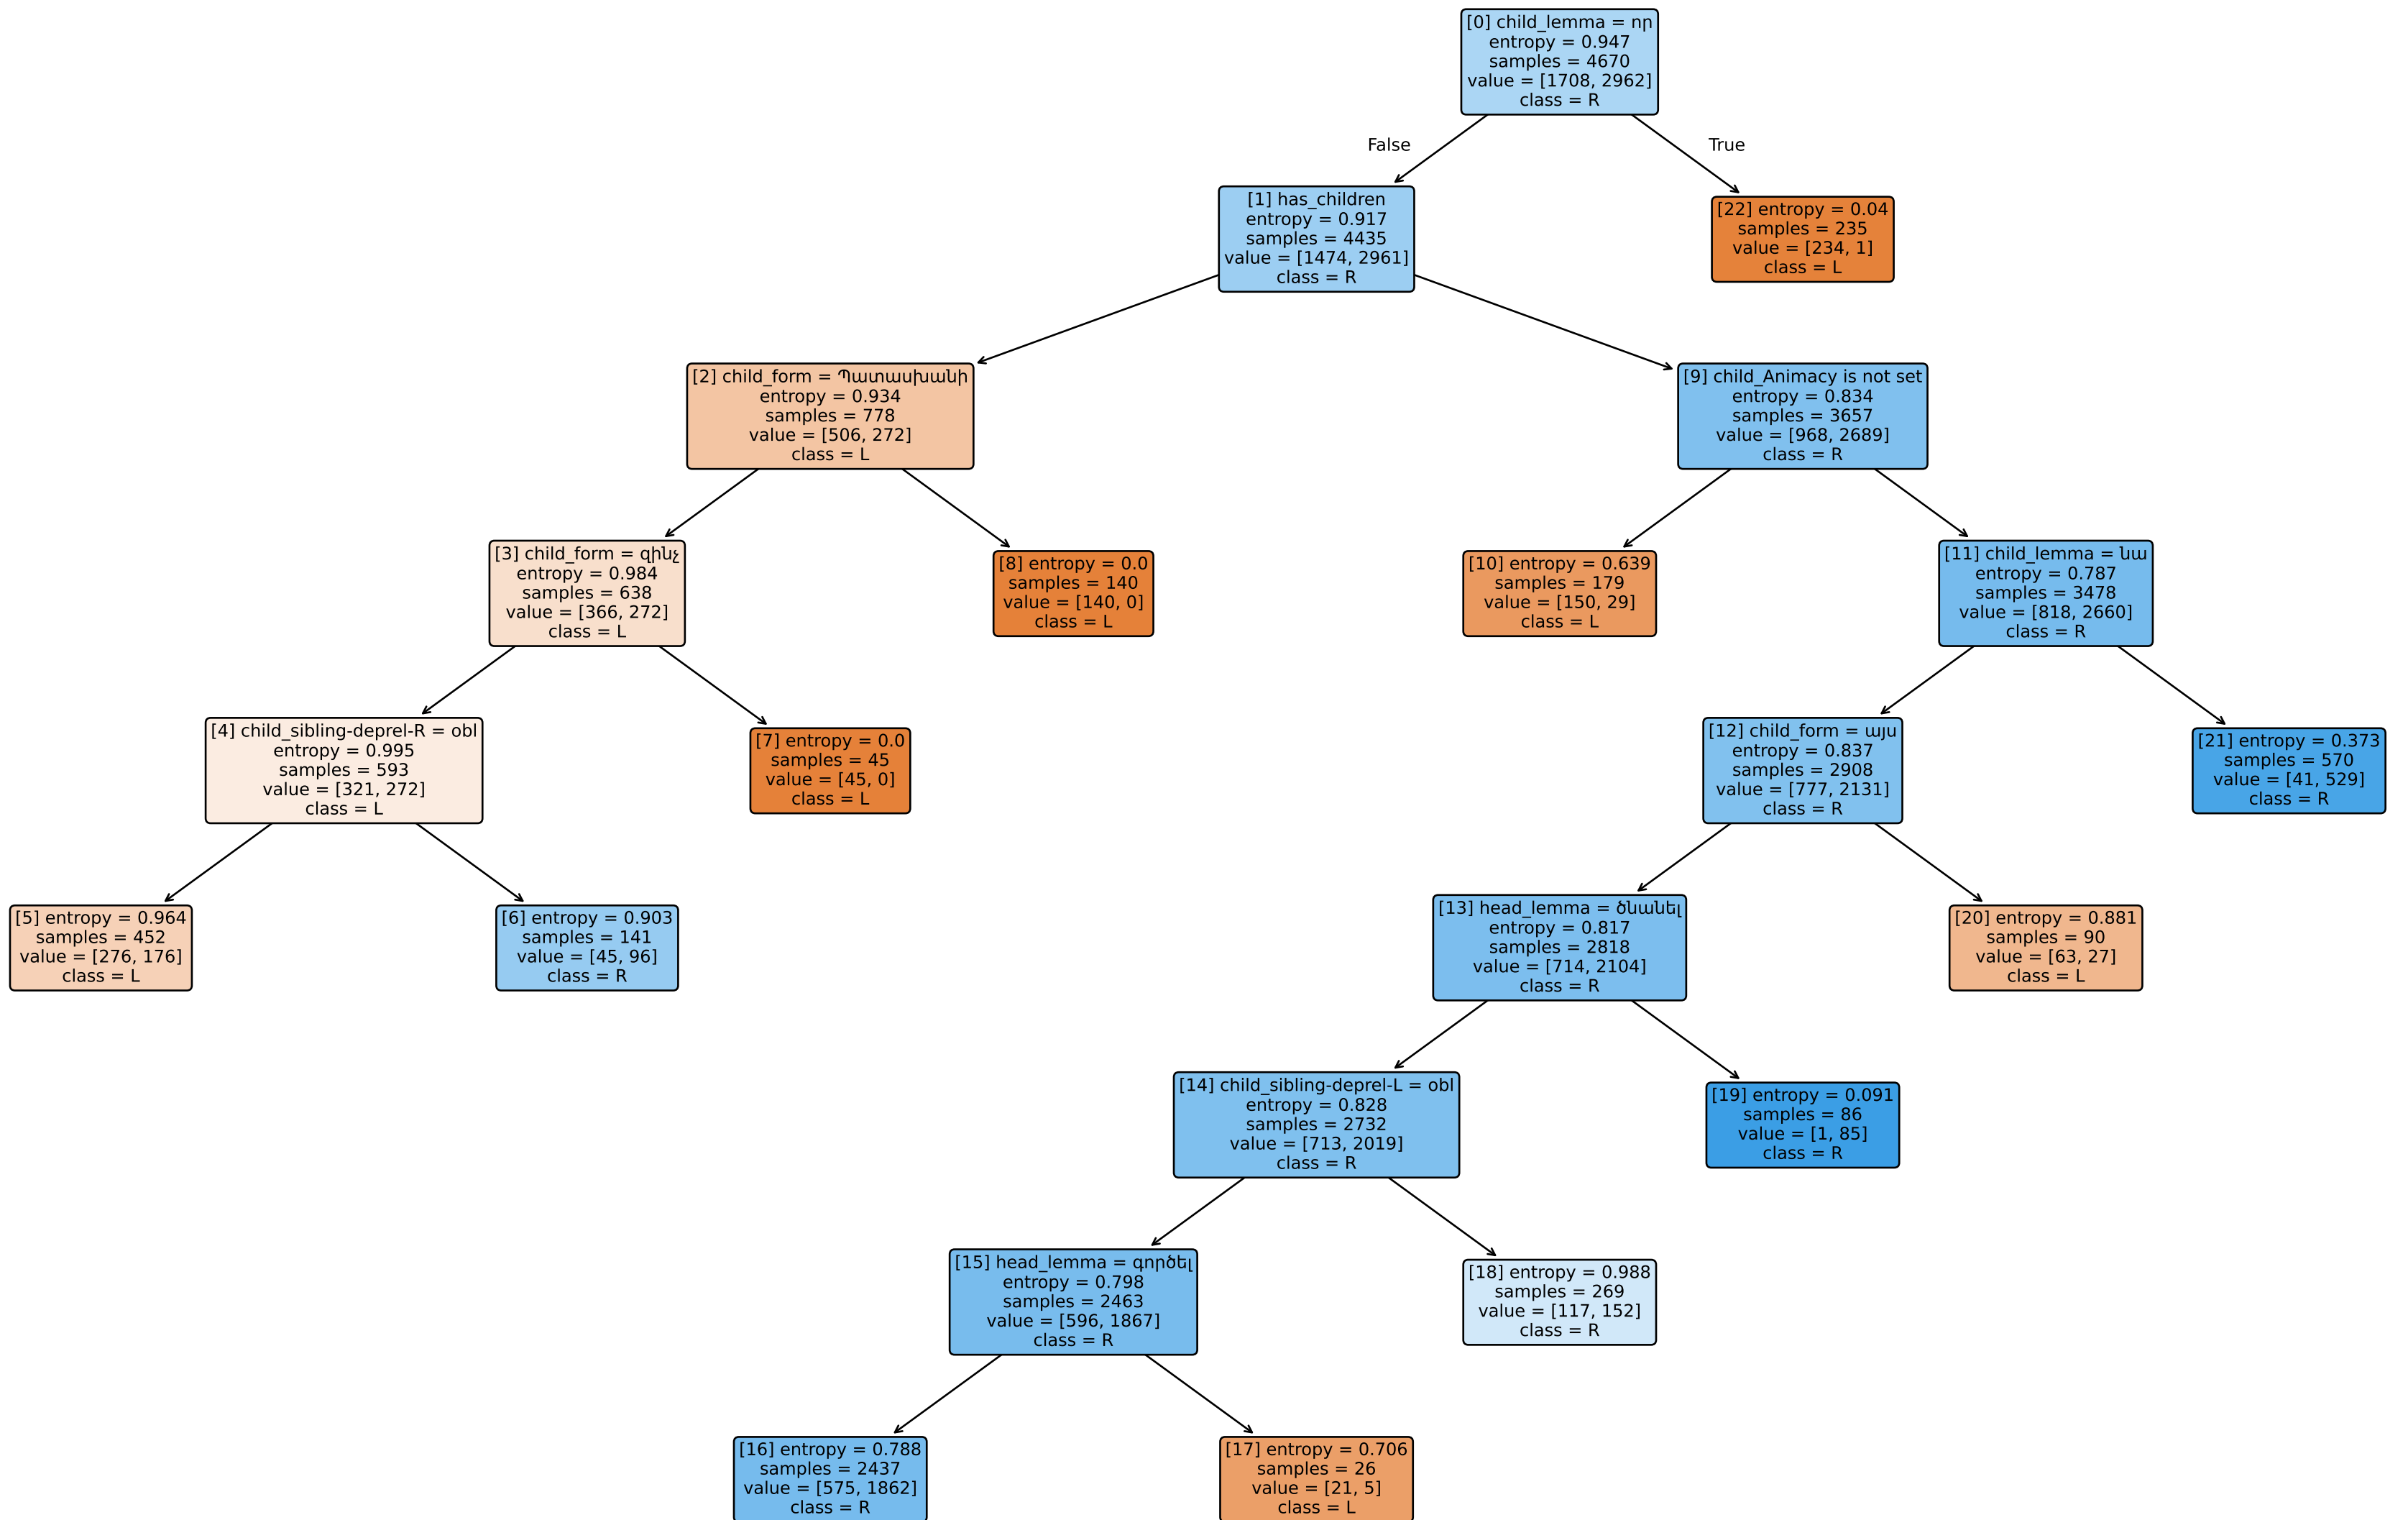 [0] child_lemma = որ
entropy = 0.947
samples = 4670
value = [1708, 2962]
class = R
False
True
[1] has_children
entropy = 0.917
samples = 4435
value = [1474, 2961]
class = R
[22] entropy = 0.04
samples = 235
value = [234, 1]
class = L
[2] child_form = Պատասխանի
entropy = 0.934
samples = 778
value = [506, 272]
class = L
[9] child_Animacy is not set
entropy = 0.834
samples = 3657
value = [968, 2689]
class = R
[3] child_form = զինչ
entropy = 0.984
samples = 638
value = [366, 272]
class = L
[8] entropy = 0.0
samples = 140
value = [140, 0]
class = L
[10] entropy = 0.639
samples = 179
value = [150, 29]
class = L
[11] child_lemma = նա
entropy = 0.787
samples = 3478
value = [818, 2660]
class = R
[4] child_sibling-deprel-R = obl
entropy = 0.995
samples = 593
value = [321, 272]
class = L
[7] entropy = 0.0
samples = 45
value = [45, 0]
class = L
[12] child_form = այս
entropy = 0.837
samples = 2908
value = [777, 2131]
class = R
[21] entropy = 0.373
samples = 570
value = [41, 529]
class = R
[5] entropy = 0.964
samples = 452
value = [276, 176]
class = L
[6] entropy = 0.903
samples = 141
value = [45, 96]
class = R
[13] head_lemma = ծնանել
entropy = 0.817
samples = 2818
value = [714, 2104]
class = R
[20] entropy = 0.881
samples = 90
value = [63, 27]
class = L
[14] child_sibling-deprel-L = obl
entropy = 0.828
samples = 2732
value = [713, 2019]
class = R
[19] entropy = 0.091
samples = 86
value = [1, 85]
class = R
[15] head_lemma = գործել
entropy = 0.798
samples = 2463
value = [596, 1867]
class = R
[18] entropy = 0.988
samples = 269
value = [117, 152]
class = R
[16] entropy = 0.788
samples = 2437
value = [575, 1862]
class = R
[17] entropy = 0.706
samples = 26
value = [21, 5]
class = L